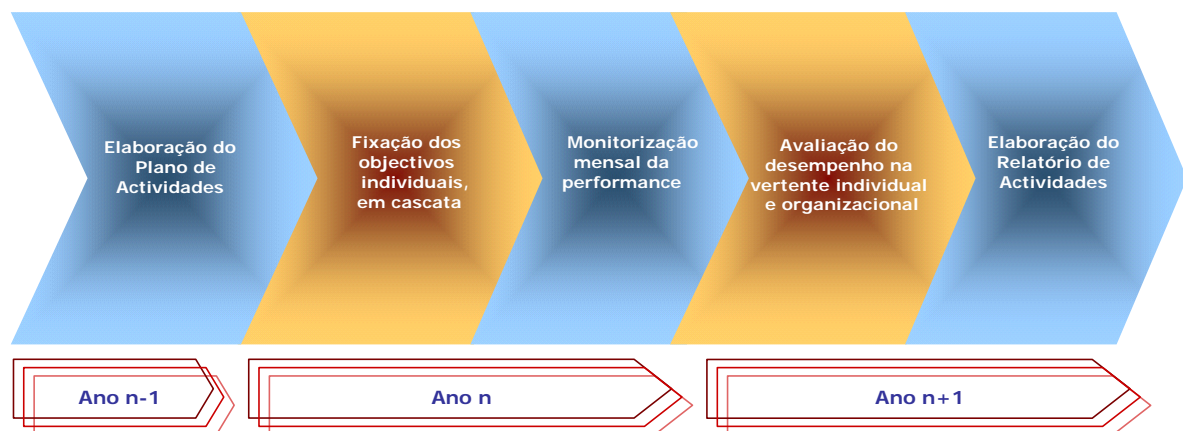 Elaboração do
Plano de
Actividades
Fixação dos
objectivos
individuais,
em cascata
Monitorização
mensal da
performance
Avaliação do
desempenho na
vertente individual
e organizacional
Elaboração do
Relatório de
Actividades
Ano n-1
Ano n
Ano n+1